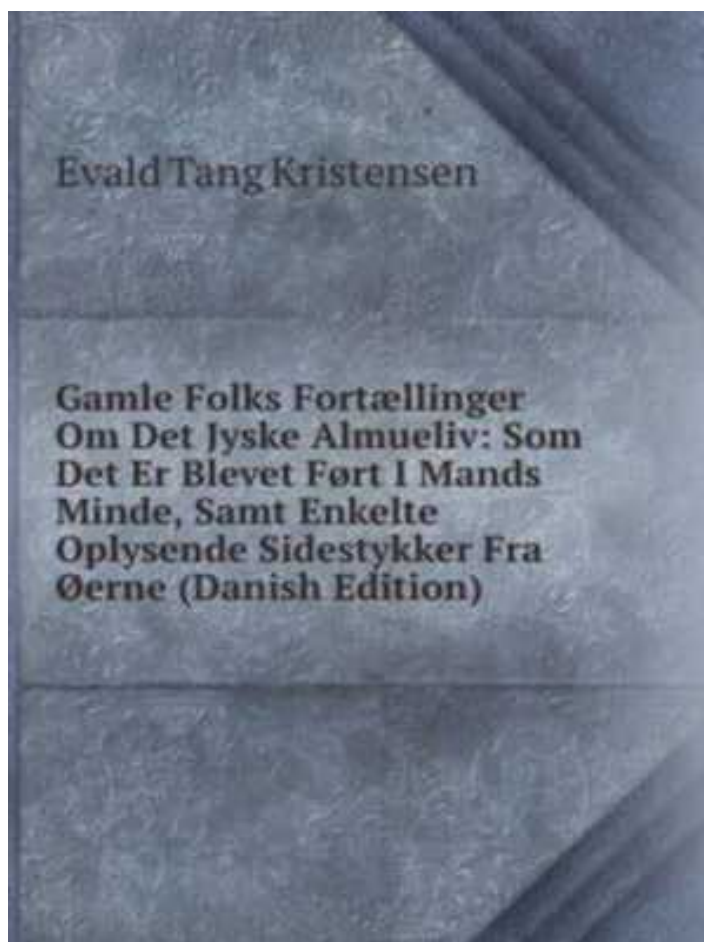 Evald Tang Kristensen
Gamle Folks Fortællinger
Om Det Jyske Almueliv: Som
Det Er Blevet Ført I Mands
Minde, Samt Enkelte
Oplysende Sidestykker Fra
Øerne (Danish Edition)